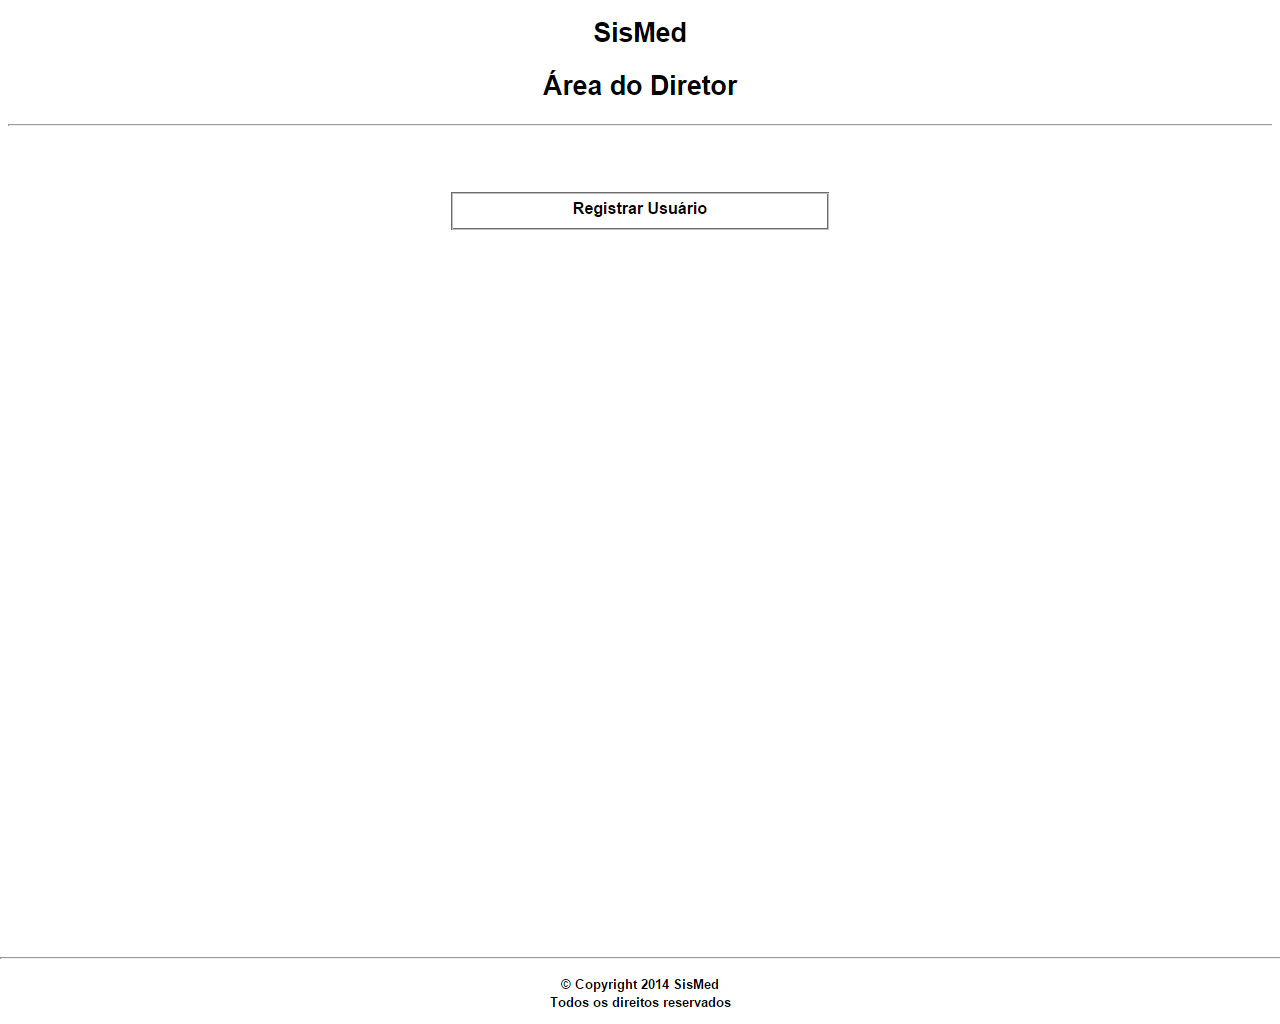 SisMed
Área do Diretor
Registrar Usuário
© Copyright 2014 SisMed
Todos os direitos reservados